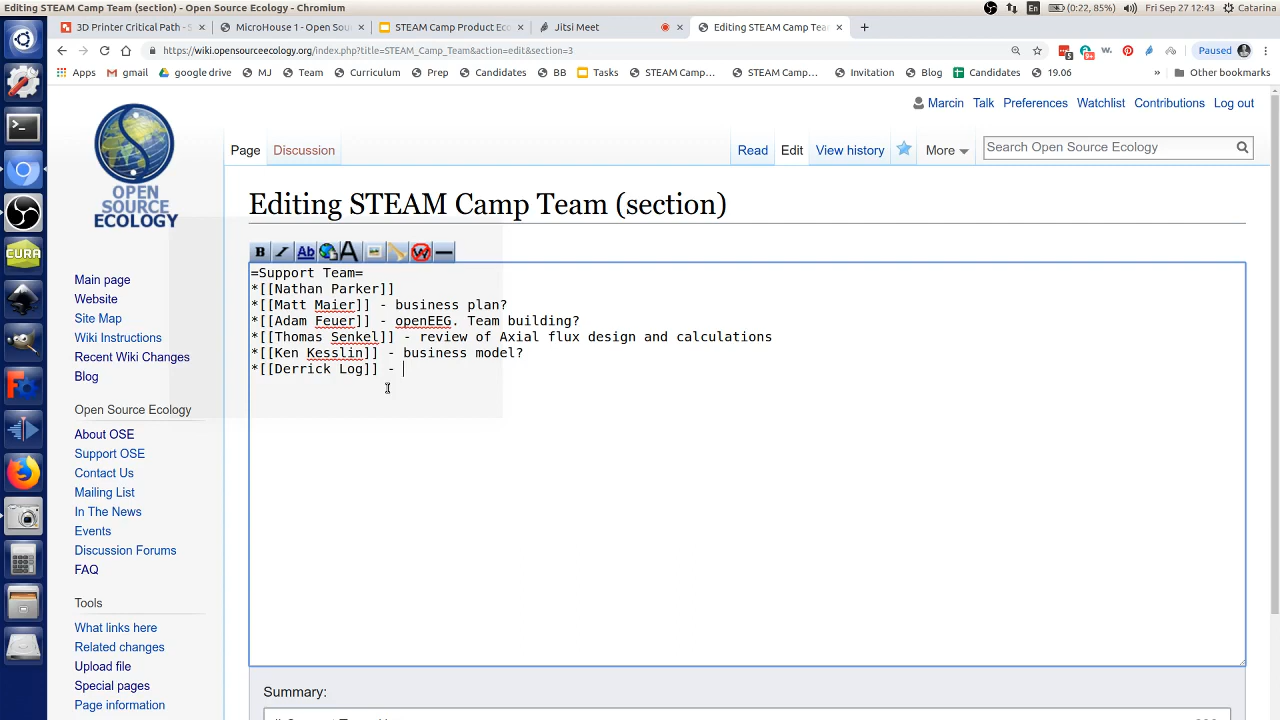 Editing STEAM Camp Team (section) - Open Source Ecology - Chromium
En (0:22, 85%) Fri Sep 27 12:43 Catarina
3D Printer Critical Path - S × MicroHouse 1 - Open Source × STEAM Camp Product Ec × Jitsi Meet × Editing STEAM Camp Tea × +
https://wiki.opensourceecology.org/index.php?title=STEAM_Camp_Team&action=edit&section=3 Paused
Apps gmail google drive MJ Team Curriculum Prep Candidates BB Tasks STEAM Camp... STEAM Camp... Invitation Blog Candidates 19.06 » Other bookmarks
Marcin Talk Preferences Watchlist Contributions Log out
Page Discussion Read Edit View history More Search Open Source Ecology
OPEN
SOURCE
ECOLOGY
Editing STEAM Camp Team (section)
B I Ab A W
=Support Team=
*[[Nathan Parker]]
*[[Matt Maier]] - business plan?
*[[Adam Feuer]] - openEEG. Team building?
*[[Thomas Senkel]] - review of Axial flux design and calculations
*[[Ken Kesslin]] - business model?
*[[Derrick Log]] -
Main page
Website
Site Map
Wiki Instructions
Recent Wiki Changes
Blog
Open Source Ecology
About OSE
Support OSE
Contact Us
Mailing List
In The News
Events
Discussion Forums
FAQ
Tools
What links here
Related changes
Upload file
Special pages
Page information
CURA
Summary: